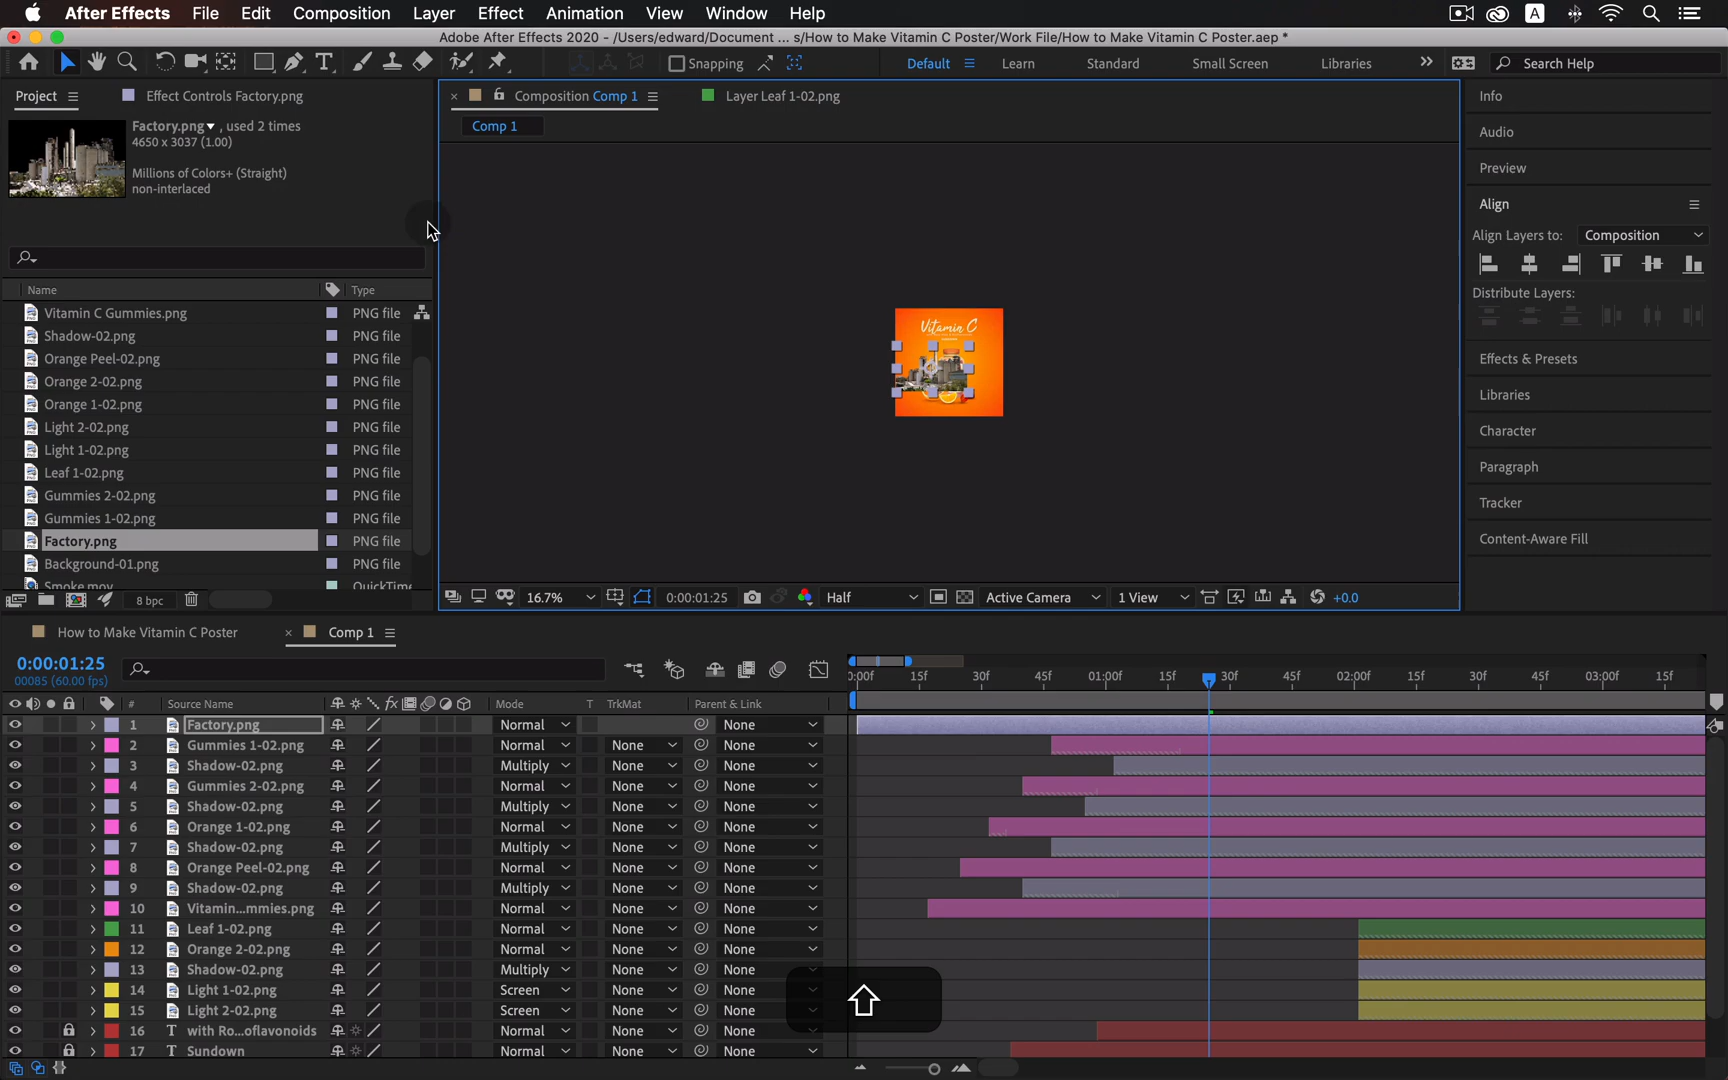 After Effects File Edit Composition Layer Effect Animation View Window Help A
Adobe After Effects 2020 - /Users/edward/Document ... s/How to Make Vitamin C Poster/Work File/How to Make Vitamin C Poster.aep *
T Snapping Default Learn Standard Small Screen Libraries Search Help
Project Effect Controls Factory.png Composition Comp 1 Layer Leaf 1-02.png Info
Factory.png , used 2 times
4650 x 3037 (1.00)
Millions of Colors+ (Straight)
non-interlaced
Comp 1
Audio
Preview
Align
Align Layers to: Composition
Distribute Layers:
Effects & Presets
Libraries
Character
Paragraph
Tracker
Content-Aware Fill
Name Type
Vitamin C Gummies.png PNG file
Shadow-02.png PNG file
Orange Peel-02.png PNG file
Orange 2-02.png PNG file
Orange 1-02.png PNG file
Light 2-02.png PNG file
Light 1-02.png PNG file
Leaf 1-02.png PNG file
Gummies 2-02.png PNG file
Gummies 1-02.png PNG file
Factory.png PNG file
Background-01.png PNG file
Smoke.mov QuickTime
Vitamin C
8 bpc 16.7% 0:00:01:25 Half Active Camera 1 View +0.0
How to Make Vitamin C Poster Comp 1
0:00:01:25
00085 (60.00 fps)
0:00f 15f 30f 45f 01:00f 15f 30f 45f 02:00f 15f 30f 45f 03:00f 15f
# Source Name fx Mode T TrkMat Parent & Link
1 Factory.png Normal None
2 Gummies 1-02.png Normal None None
3 Shadow-02.png Multiply None None
4 Gummies 2-02.png Normal None None
5 Shadow-02.png Multiply None None
6 Orange 1-02.png Normal None None
7 Shadow-02.png Multiply None None
8 Orange Peel-02.png Normal None None
9 Shadow-02.png Multiply None None
10 Vitamin...mmies.png Normal None None
11 Leaf 1-02.png Normal None None
12 Orange 2-02.png Normal None None
13 Shadow-02.png Multiply None None
14 Light 1-02.png Screen None None
15 Light 2-02.png Screen None None
16 T with Ro...oflavonoids Normal None None
17 T Sundown Normal None None